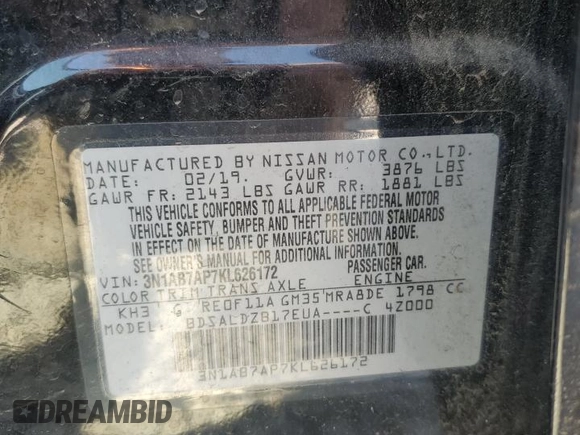 MANUFACTURED BY NISSAN MOTOR CO., LTD.
DATE: 02/19. GVWR: 3876 LBS
GAWR FR: 2143 LBS GAWR RR: 1881 LBS
THIS VEHICLE CONFORMS TO ALL APPLICABLE FEDERAL MOTOR
VEHICLE SAFETY, BUMPER AND THEFT PREVENTION STANDARDS
IN EFFECT ON THE DATE OF MANUFACTURE SHOWN ABOVE.
SEE OWNER'S MANUAL FOR ADDITIONAL INFORMATION.
VIN: 3N1AB7AP7KL626172 PASSENGER CAR.
COLOR TRIM TRANS AXLE ENGINE
KH3 G RE0F11A GM35 MRA8DE 1798 CC
MODEL: BDSALDZB17EUA----C 42000
3N1AB7AP7KL626172
DREAMBID